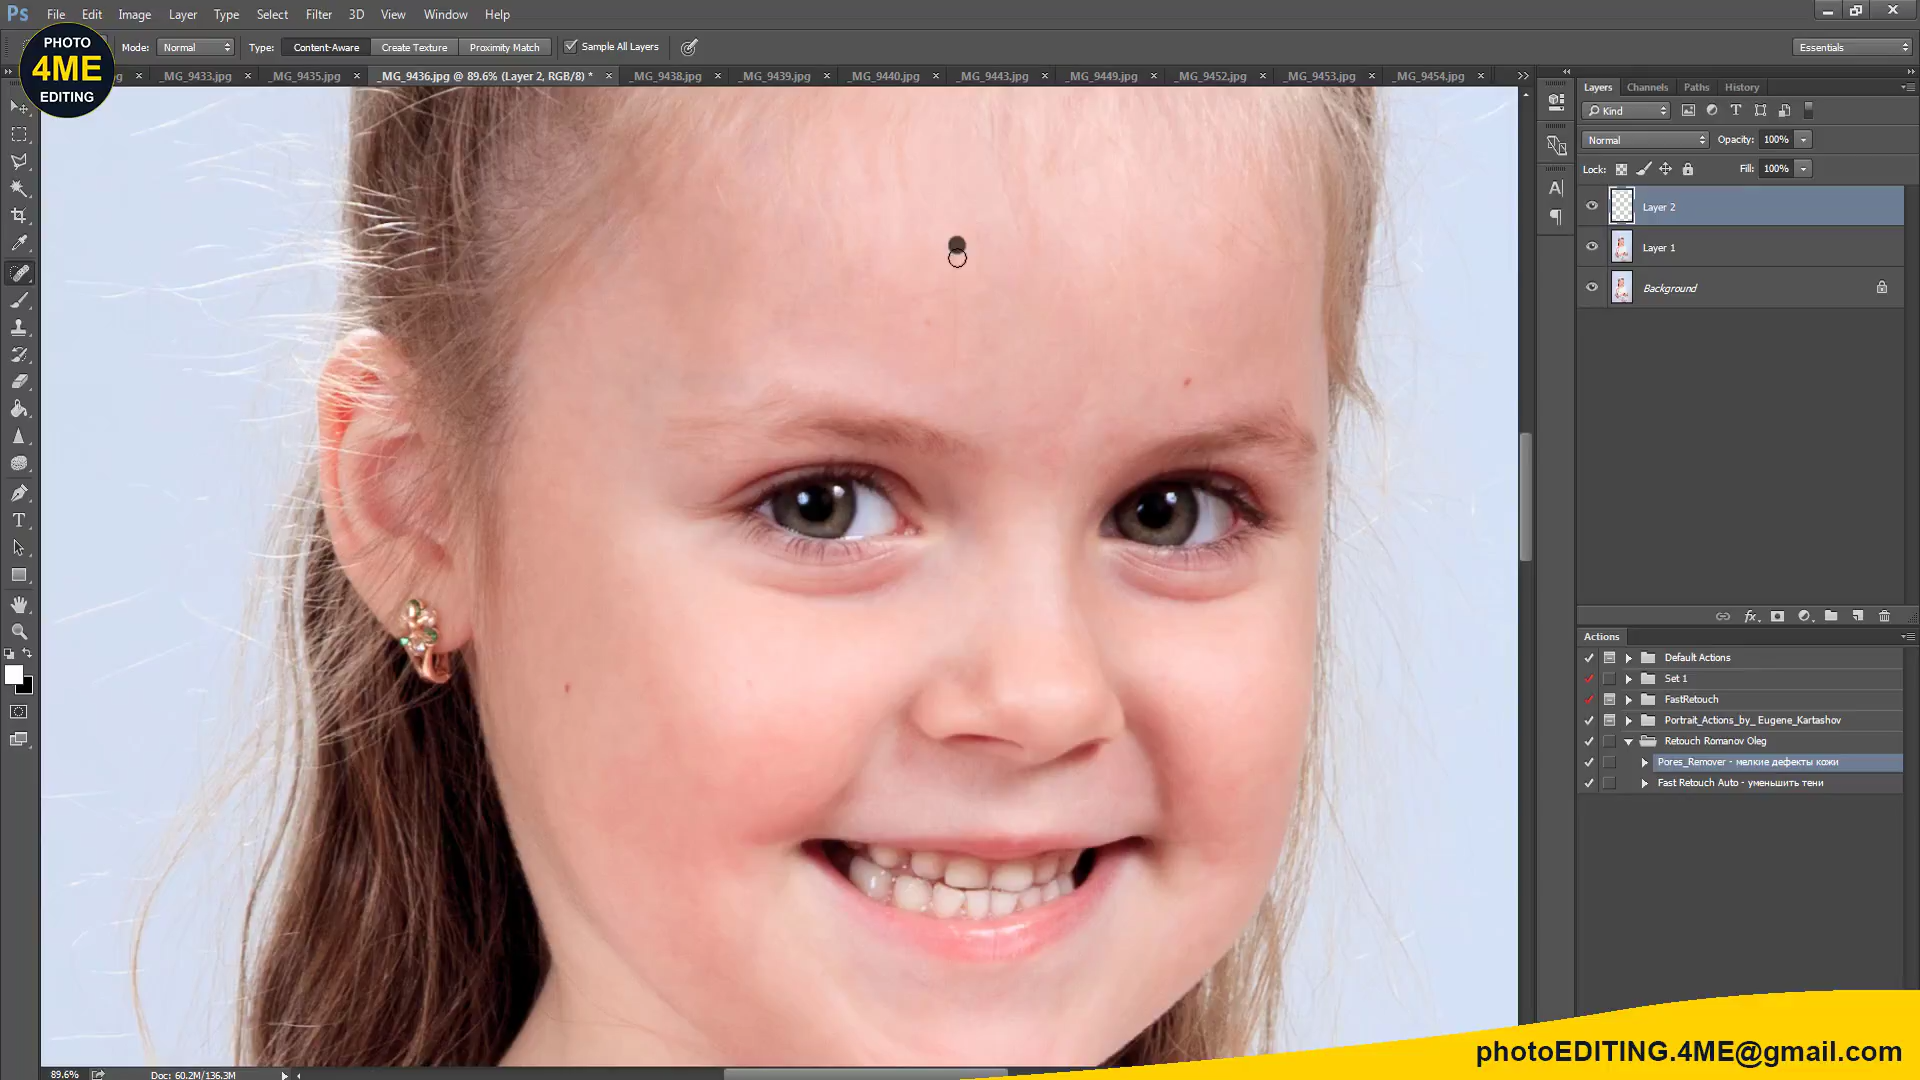 Ps File Edit Image Layer Type Select Filter 3D View Window Help
PHOTO
4ME
EDITING
Mode: Normal Type: Content-Aware Create Texture Proximity Match Sample All Layers Essentials
_MG_9433.jpg × _MG_9435.jpg × _MG_9436.jpg @ 89.6% (Layer 2, RGB/8) * × _MG_9438.jpg × _MG_9439.jpg × _MG_9440.jpg × _MG_9443.jpg × _MG_9449.jpg × _MG_9452.jpg × _MG_9453.jpg × _MG_9454.jpg ×
Layers Channels Paths History
Kind
Normal Opacity: 100%
Lock: Fill: 100%
Layer 2
Layer 1
Background
Actions
Default Actions
Set 1
FastRetouch
Portrait_Actions_by_ Eugene_Kartashov
Retouch Romanov Oleg
Pores_Remover - мелкие дефекты кожи
Fast Retouch Auto - уменьшить тени
photoEDITING.4ME@gmail.com
89.6% Doc: 60.2M/136.3M